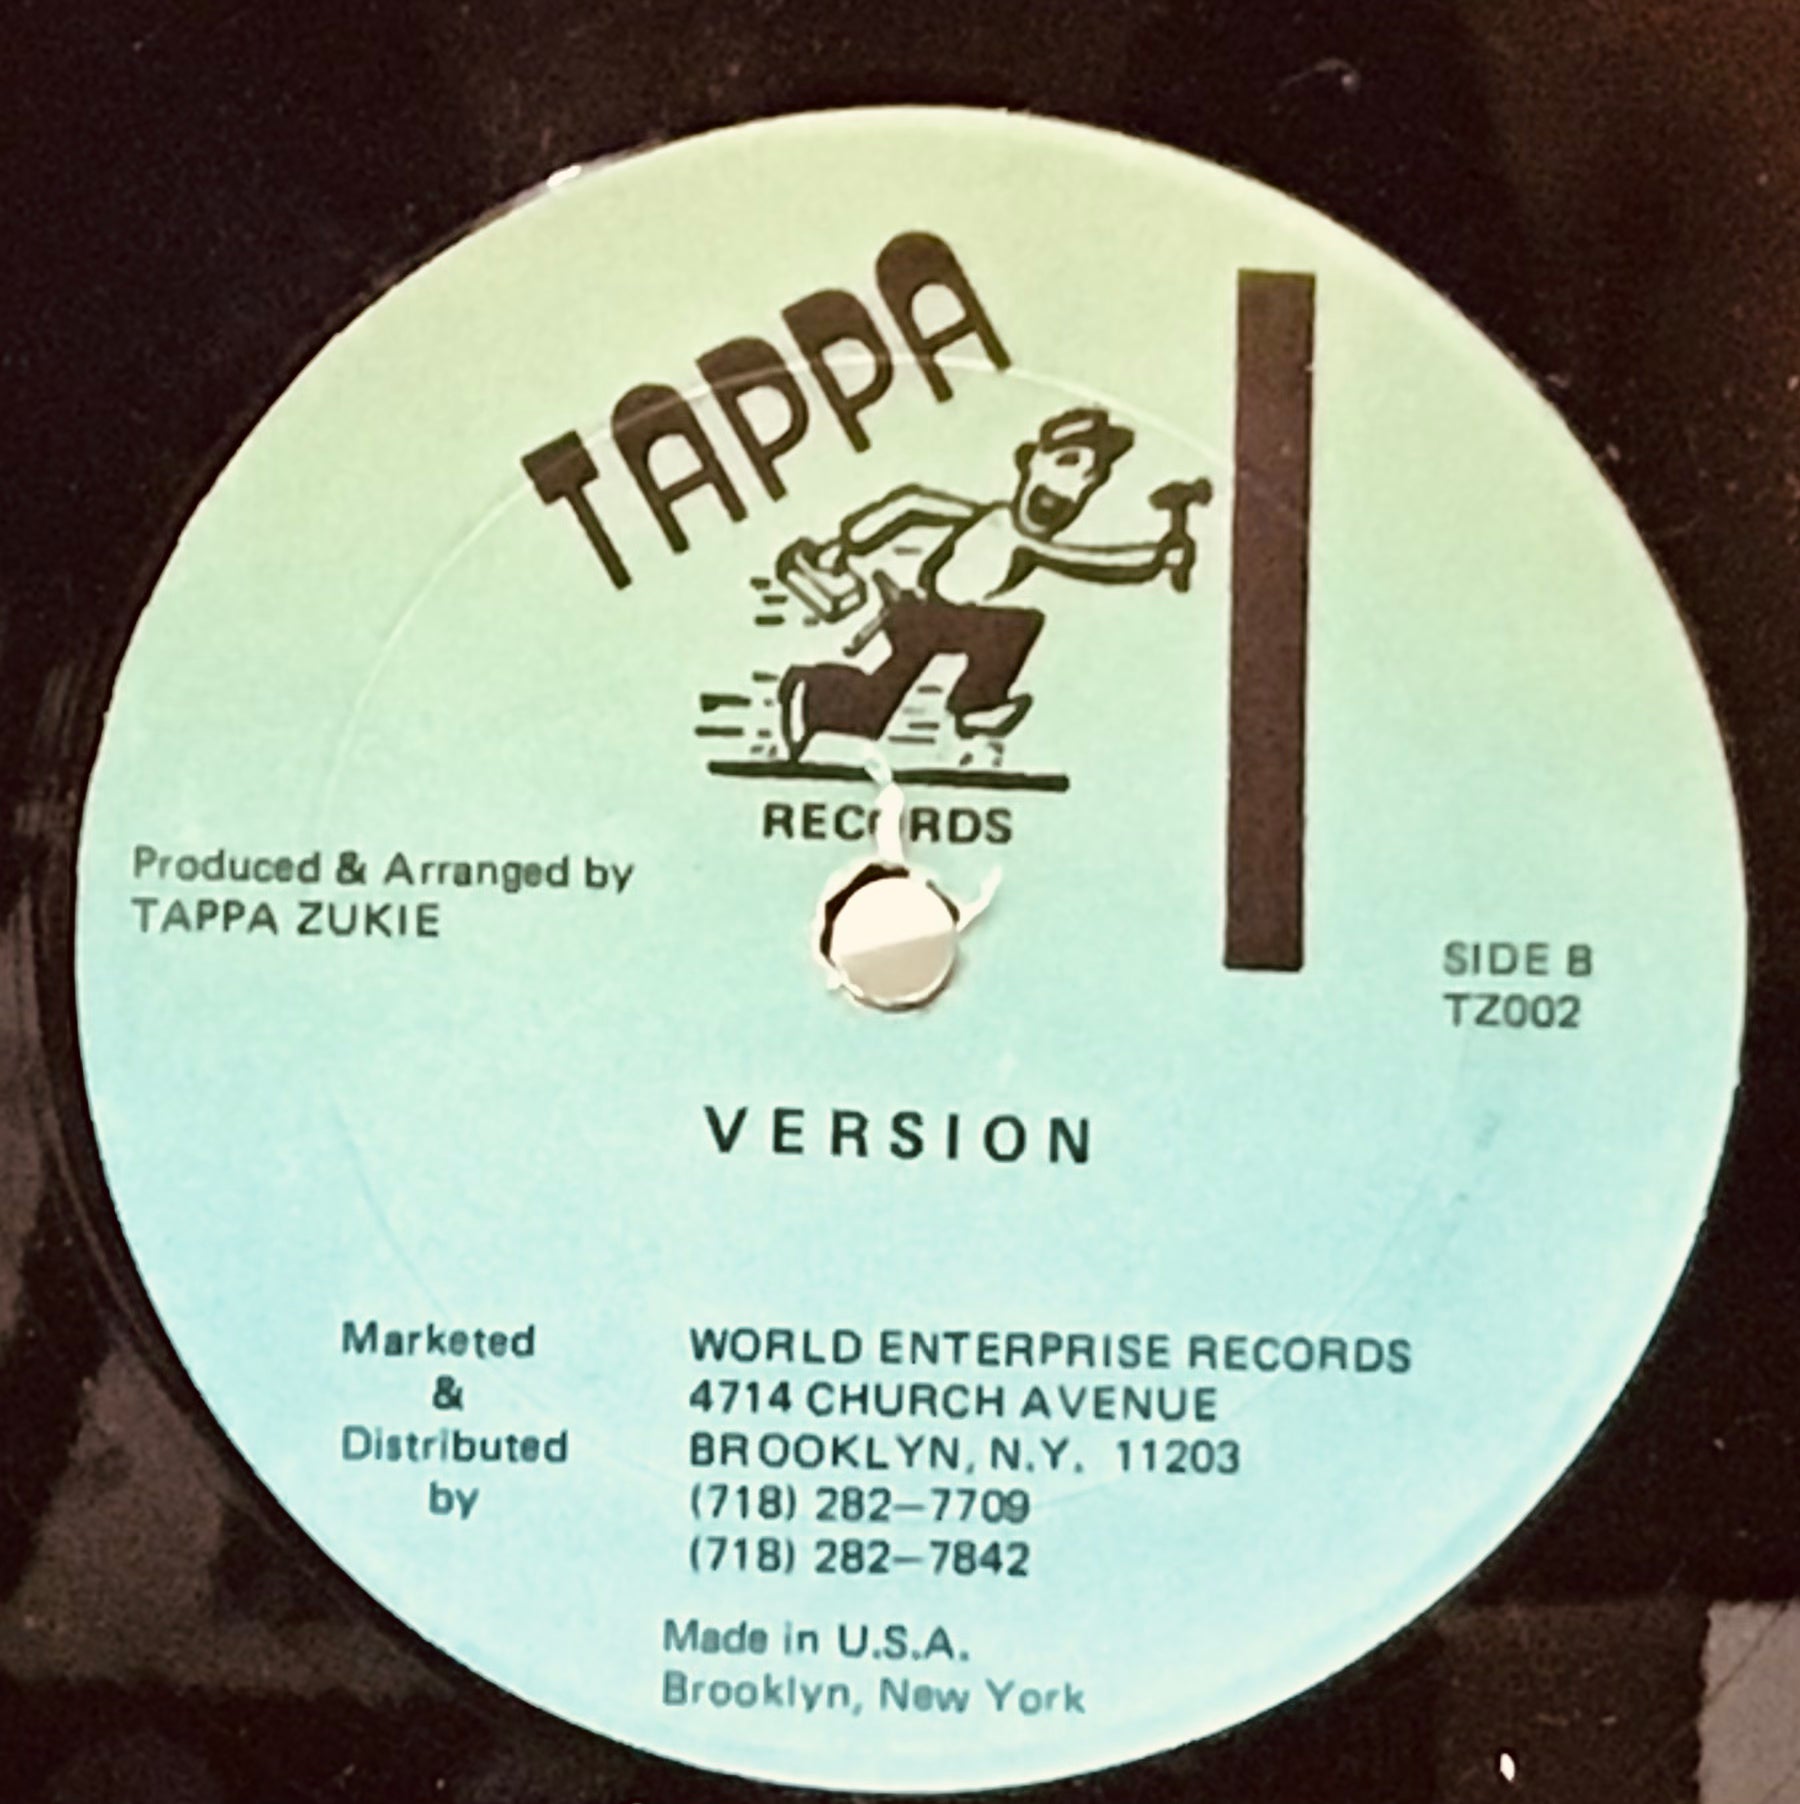 TAPPA
RECORDS
Produced & Arranged by
TAPPA ZUKIE
SIDE B
TZ002
VERSION
Marketed
&
Distributed
by
WORLD ENTERPRISE RECORDS
4714 CHURCH AVENUE
BROOKLYN, N.Y. 11203
(718) 282–7709
(718) 282–7842
Made in U.S.A.
Brooklyn, New York